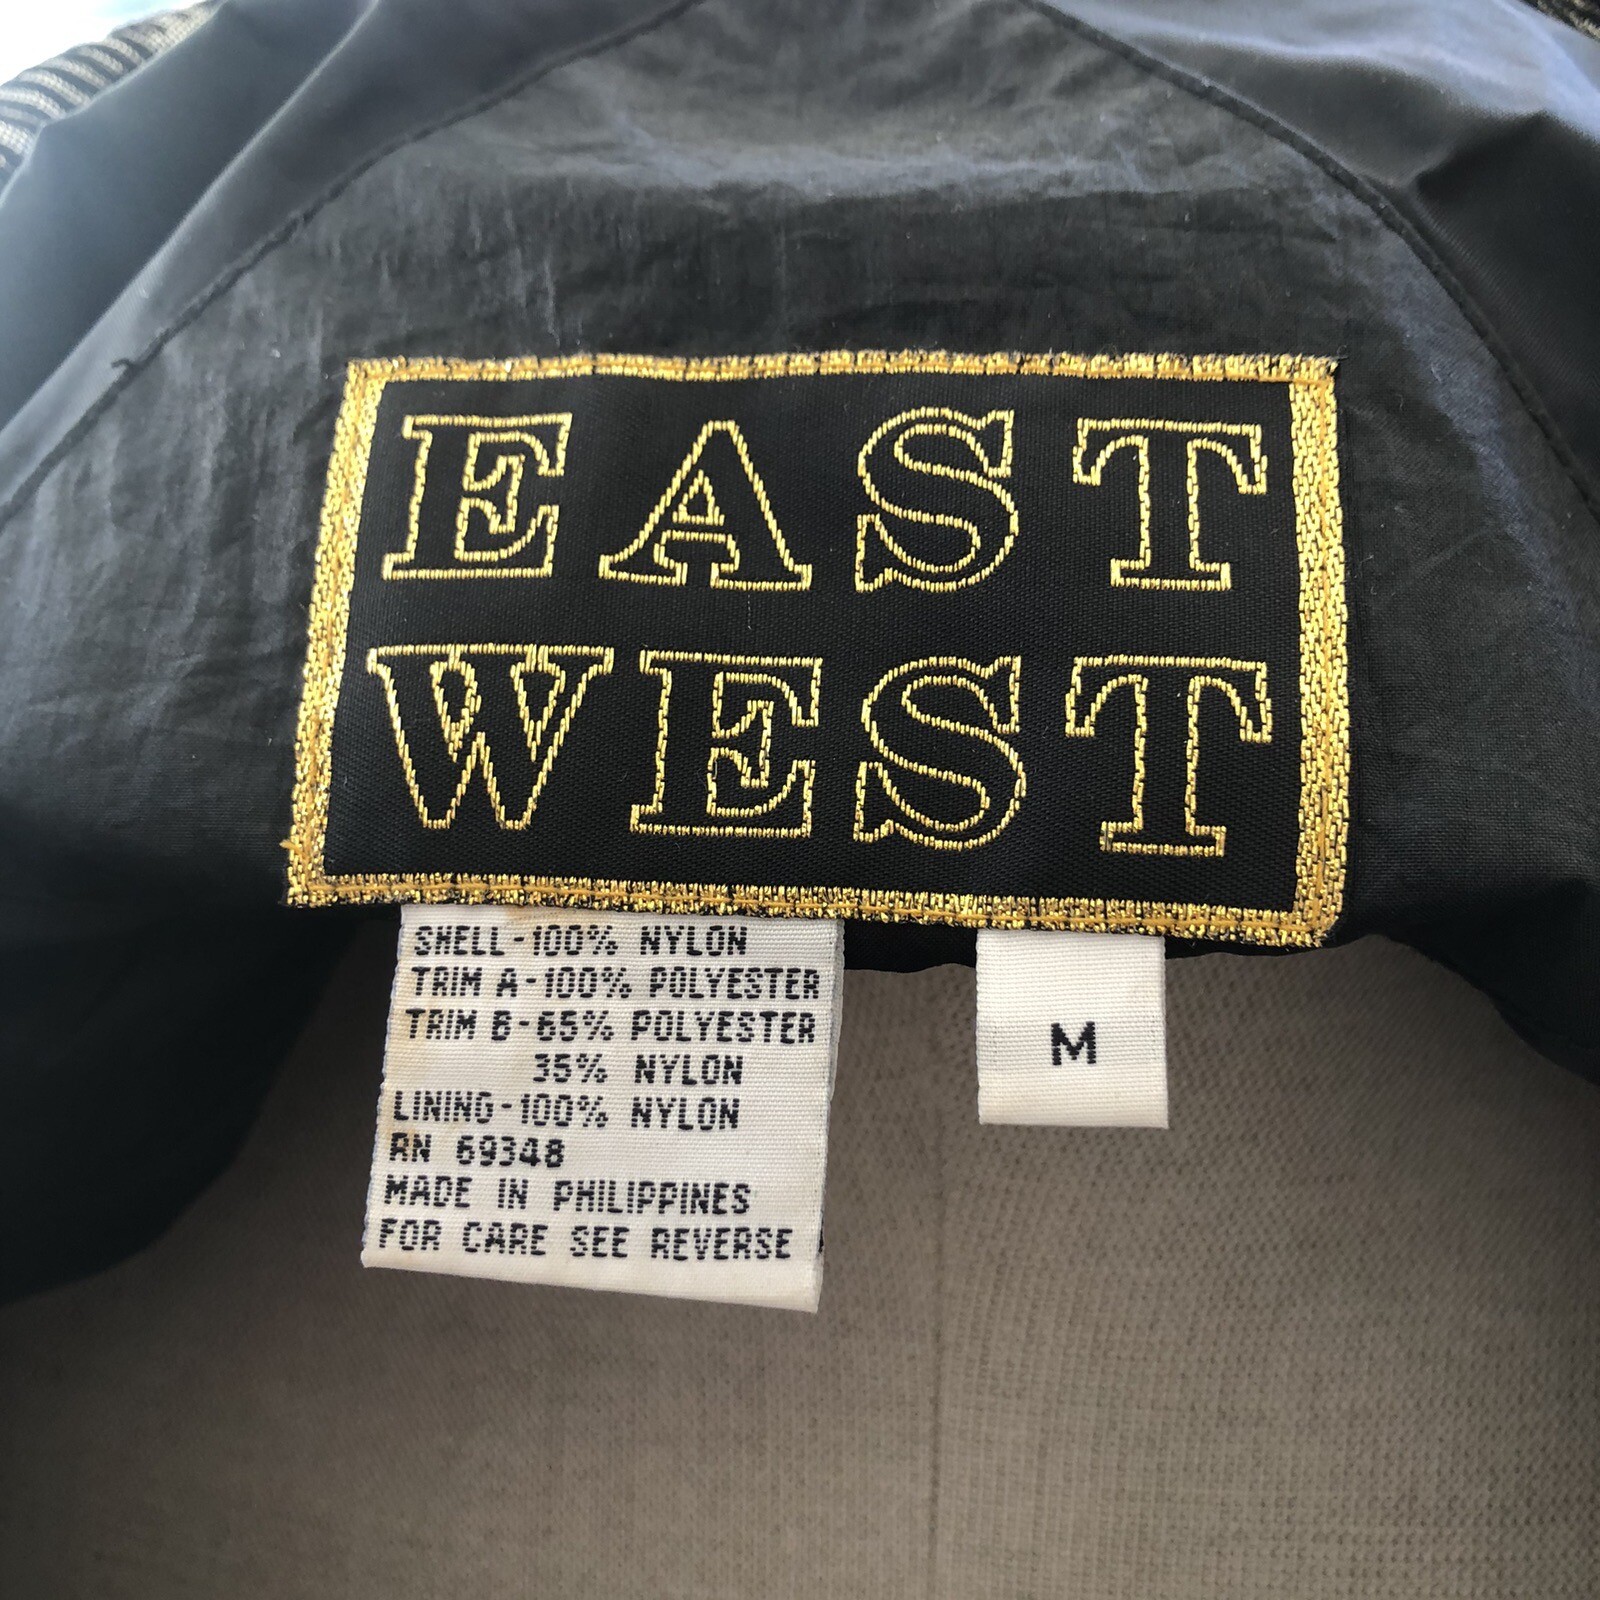 EAST
WEST
SHELL-100% NYLON
TRIM A-100% POLYESTER
TRIM B-65% POLYESTER
35% NYLON
LINING-100% NYLON
RN 69348
MADE IN PHILIPPINES
FOR CARE SEE REVERSE
M